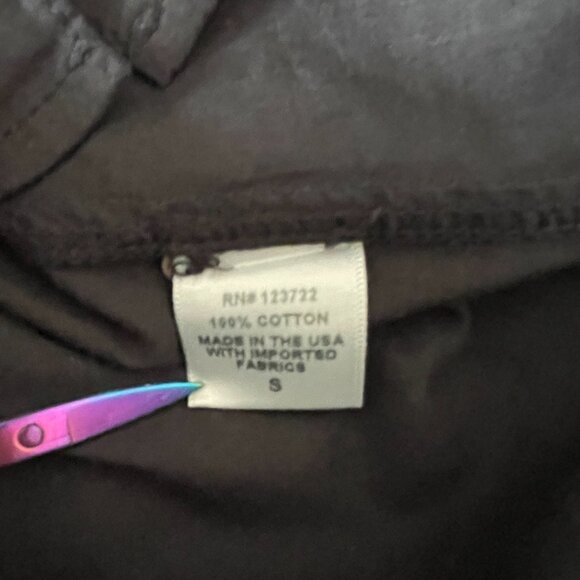 RN# 123722
100% COTTON
MADE IN THE USA
WITH IMPORTED
FABRICS
S